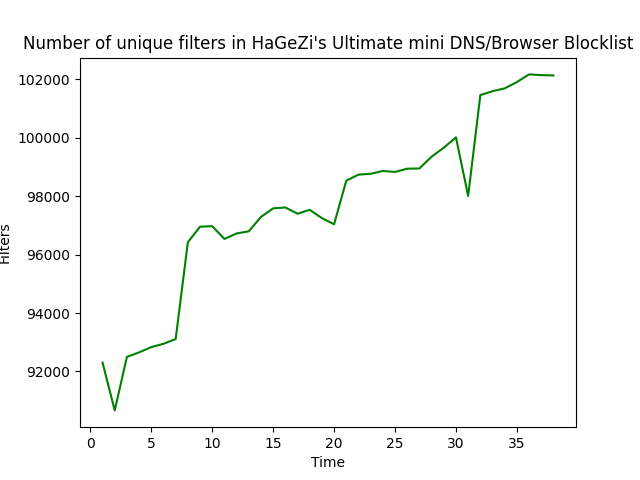 Number of unique filters in HaGeZi's Ultimate mini DNS/Browser Blocklist
102000
100000
98000
96000
94000
92000
Filters
0 5 10 15 20 25 30 35
Time